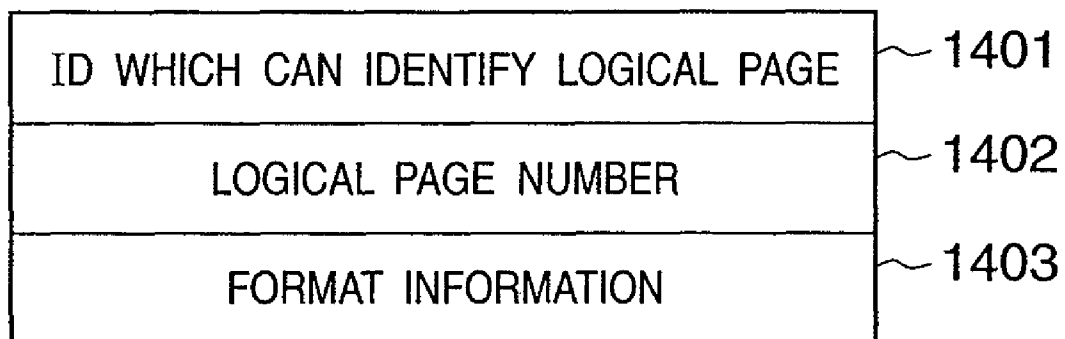 ID WHICH CAN IDENTIFY LOGICAL PAGE 1401
LOGICAL PAGE NUMBER 1402
FORMAT INFORMATION 1403